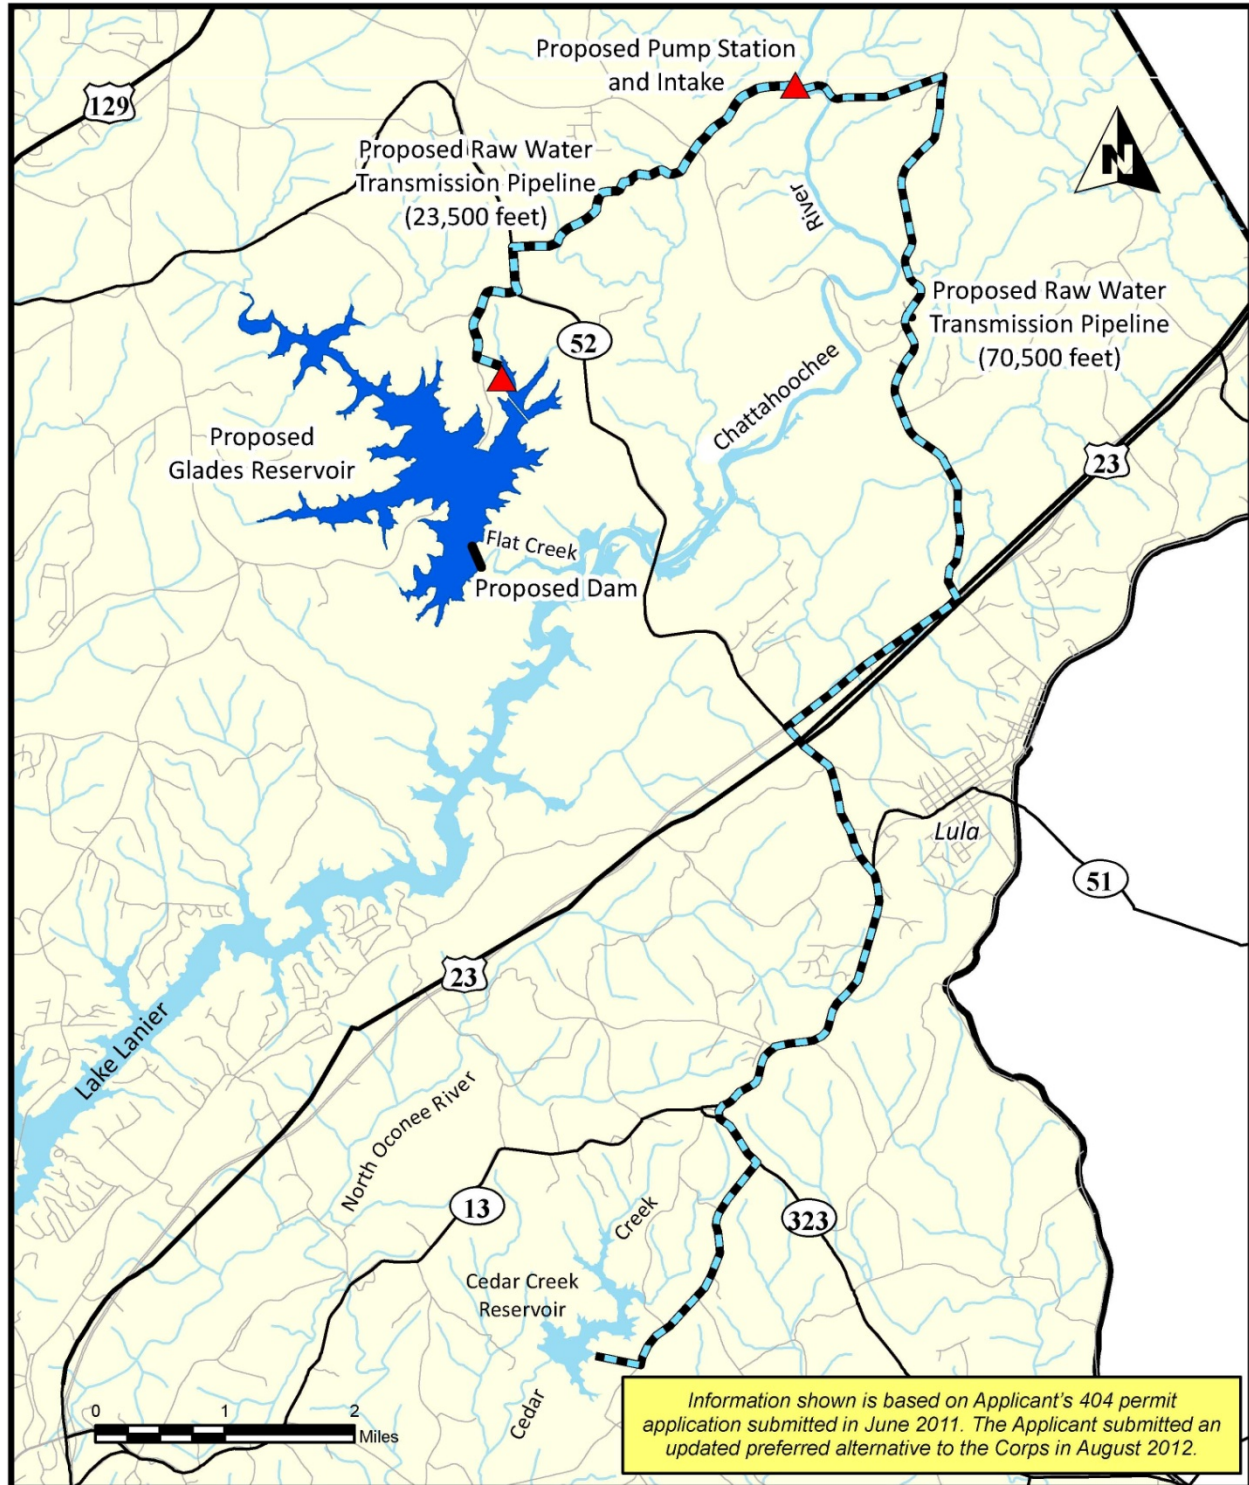 Proposed Pump Station
and Intake
129
Proposed Raw Water
Transmission Pipeline
(23,500 feet)
N
River
Proposed Raw Water
Transmission Pipeline
(70,500 feet)
52
Chattahoochee
Proposed
Glades Reservoir
23
Flat Creek
Proposed Dam
Lula
51
23
Lake Lanier
North Oconee River
13
Creek
323
Cedar Creek
Reservoir
Cedar
0 1 2
Miles
Information shown is based on Applicant's 404 permit
application submitted in June 2011. The Applicant submitted an
updated preferred alternative to the Corps in August 2012.